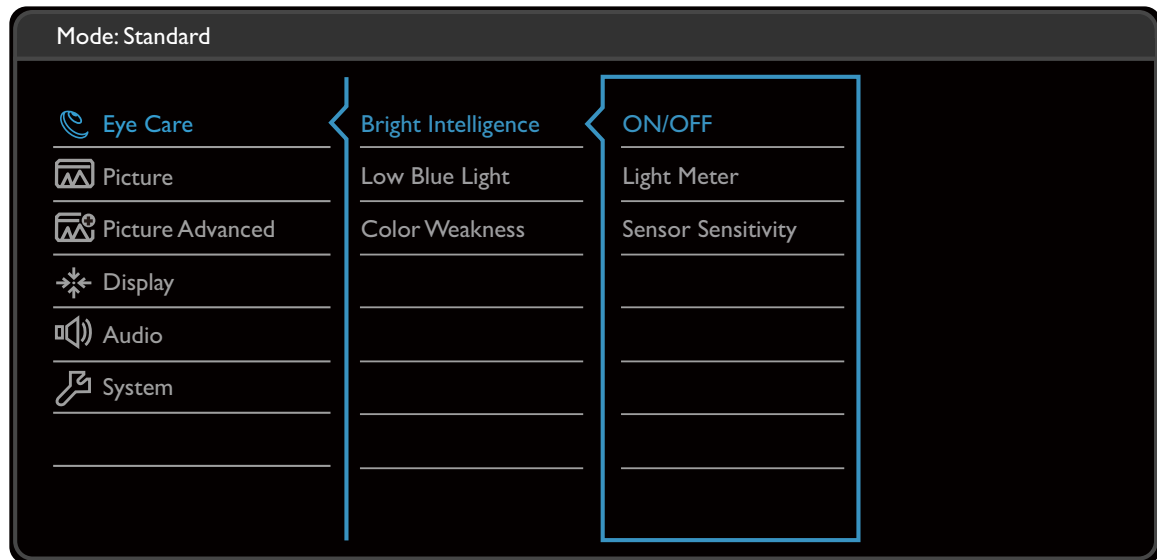 Mode: Standard
Eye Care
Picture
Picture Advanced
Display
Audio
System
Bright Intelligence
Low Blue Light
Color Weakness
ON/OFF
Light Meter
Sensor Sensitivity